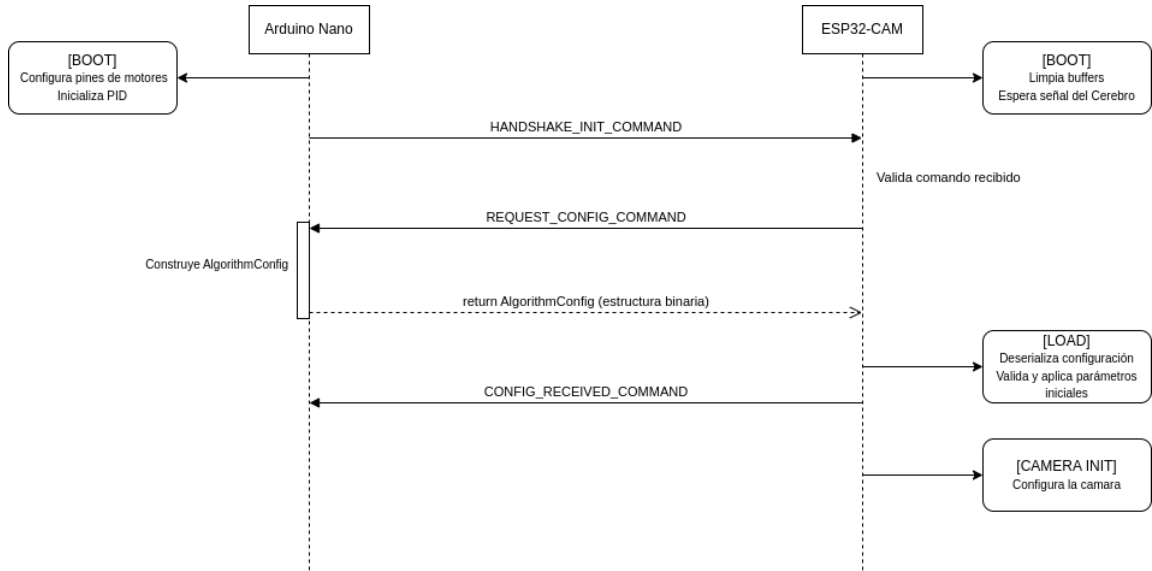 Arduino Nano
ESP32-CAM
[BOOT]
Configura pines de motores
Inicializa PID
[BOOT]
Limpia buffers
Espera señal del Cerebro
HANDSHAKE_INIT_COMMAND
Valida comando recibido
REQUEST_CONFIG_COMMAND
Construye AlgorithmConfig
return AlgorithmConfig (estructura binaria)
[LOAD]
Deserializa configuración
Valida y aplica parámetros
iniciales
CONFIG_RECEIVED_COMMAND
[CAMERA INIT]
Configura la camara